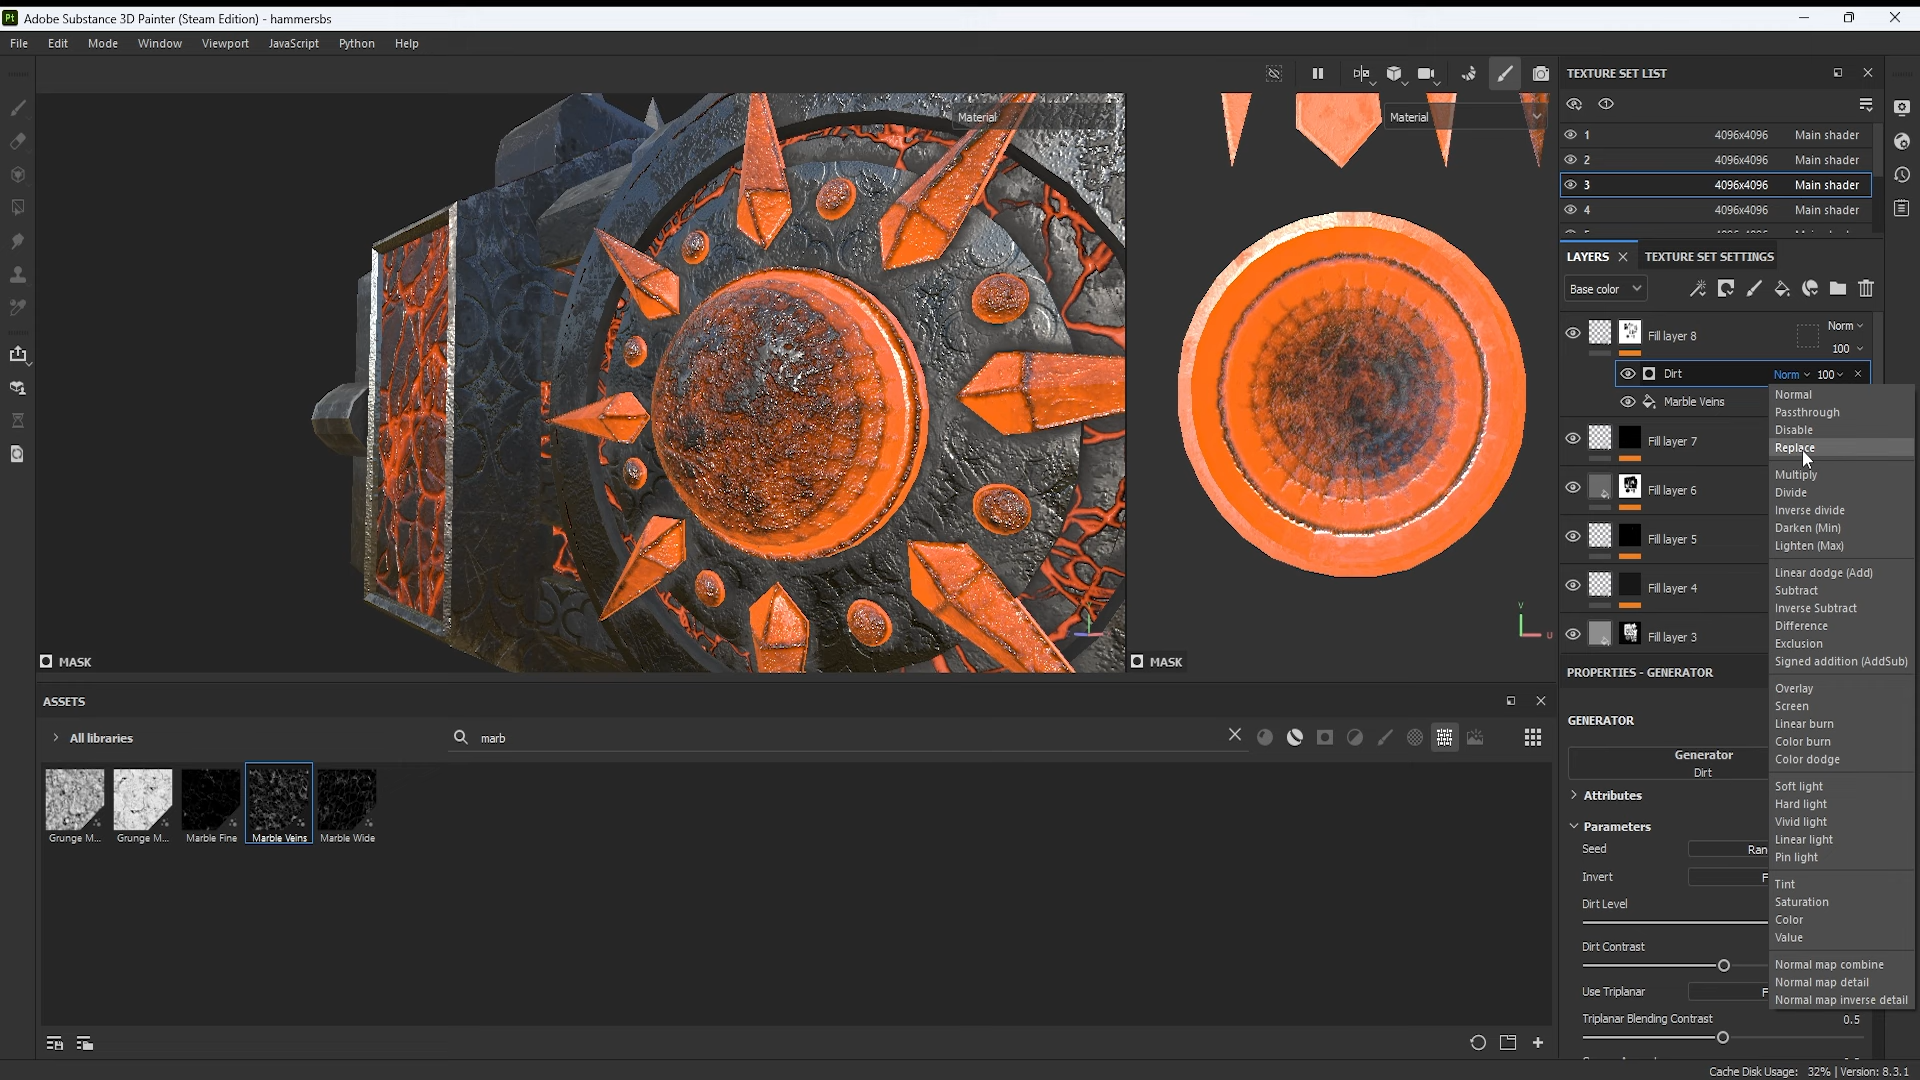 Pt Adobe Substance 3D Painter (Steam Edition) - hammersbs
File Edit Mode Window Viewport JavaScript Python Help
TEXTURE SET LIST
Material
Material
1 4096x4096 Main shader
2 4096x4096 Main shader
3 4096x4096 Main shader
4 4096x4096 Main shader
LAYERS TEXTURE SET SETTINGS
Base color
Fill layer 8 Norm
100
Dirt Norm 100
Marble Veins
Fill layer 7
Fill layer 6
Fill layer 5
Fill layer 4
Fill layer 3
Normal
Passthrough
Disable
Replace
Multiply
Divide
Inverse divide
Darken (Min)
Lighten (Max)
Linear dodge (Add)
Subtract
Inverse Subtract
Difference
Exclusion
Signed addition (AddSub)
Overlay
Screen
Linear burn
Color burn
Color dodge
Soft light
Hard light
Vivid light
Linear light
Pin light
Tint
Saturation
Color
Value
Normal map combine
Normal map detail
Normal map inverse detail
V
U
MASK
MASK
PROPERTIES - GENERATOR
GENERATOR
Generator
Dirt
Attributes
Parameters
Seed Ran
Invert F
Dirt Level
Dirt Contrast
Use Triplanar F
Triplanar Blending Contrast 0.5
ASSETS
All libraries
marb
Grunge M...
Grunge M...
Marble Fine
Marble Veins
Marble Wide
Cache Disk Usage: 32% | Version: 8.3.1